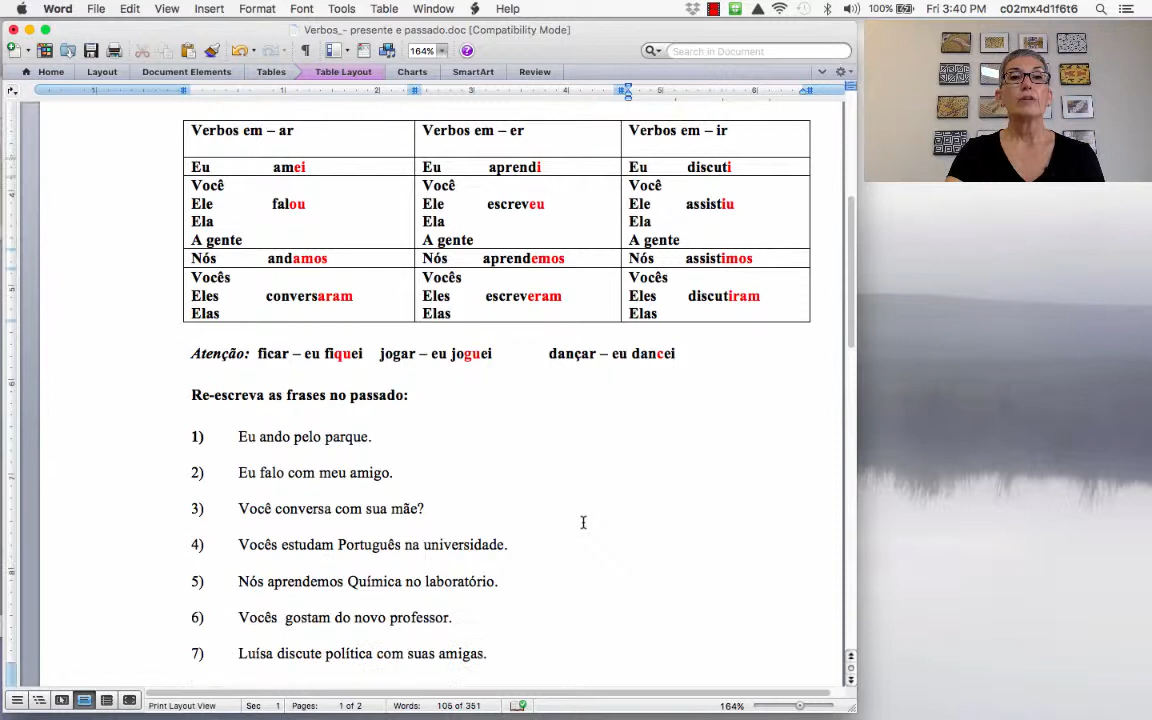 Word File Edit View Insert Format Font Tools Table Window Help 100% Fri 3:40 PM c02mx4d1f6t6
Verbos_- presente e passado.doc [Compatibility Mode]
164% Search in Document
Home Layout Document Elements Tables Table Layout Charts SmartArt Review
Verbos em – ar Verbos em – er Verbos em – ir
Eu amei Eu aprendi Eu discuti
Você Você Você
Ele falou Ele escreveu Ele assistiu
Ela Ela Ela
A gente A gente A gente
Nós andamos Nós aprendemos Nós assistimos
Vocês Vocês Vocês
Eles conversaram Eles escreveram Eles discutiram
Elas Elas Elas
Atenção: ficar – eu fiquei jogar – eu joguei dançar – eu dancei
Re-escreva as frases no passado:
1) Eu ando pelo parque.
2) Eu falo com meu amigo.
3) Você conversa com sua mãe?
4) Vocês estudam Português na universidade.
5) Nós aprendemos Química no laboratório.
6) Vocês gostam do novo professor.
7) Luísa discute política com suas amigas.
Print Layout View Sec 1 Pages: 1 of 2 Words: 105 of 351 164%